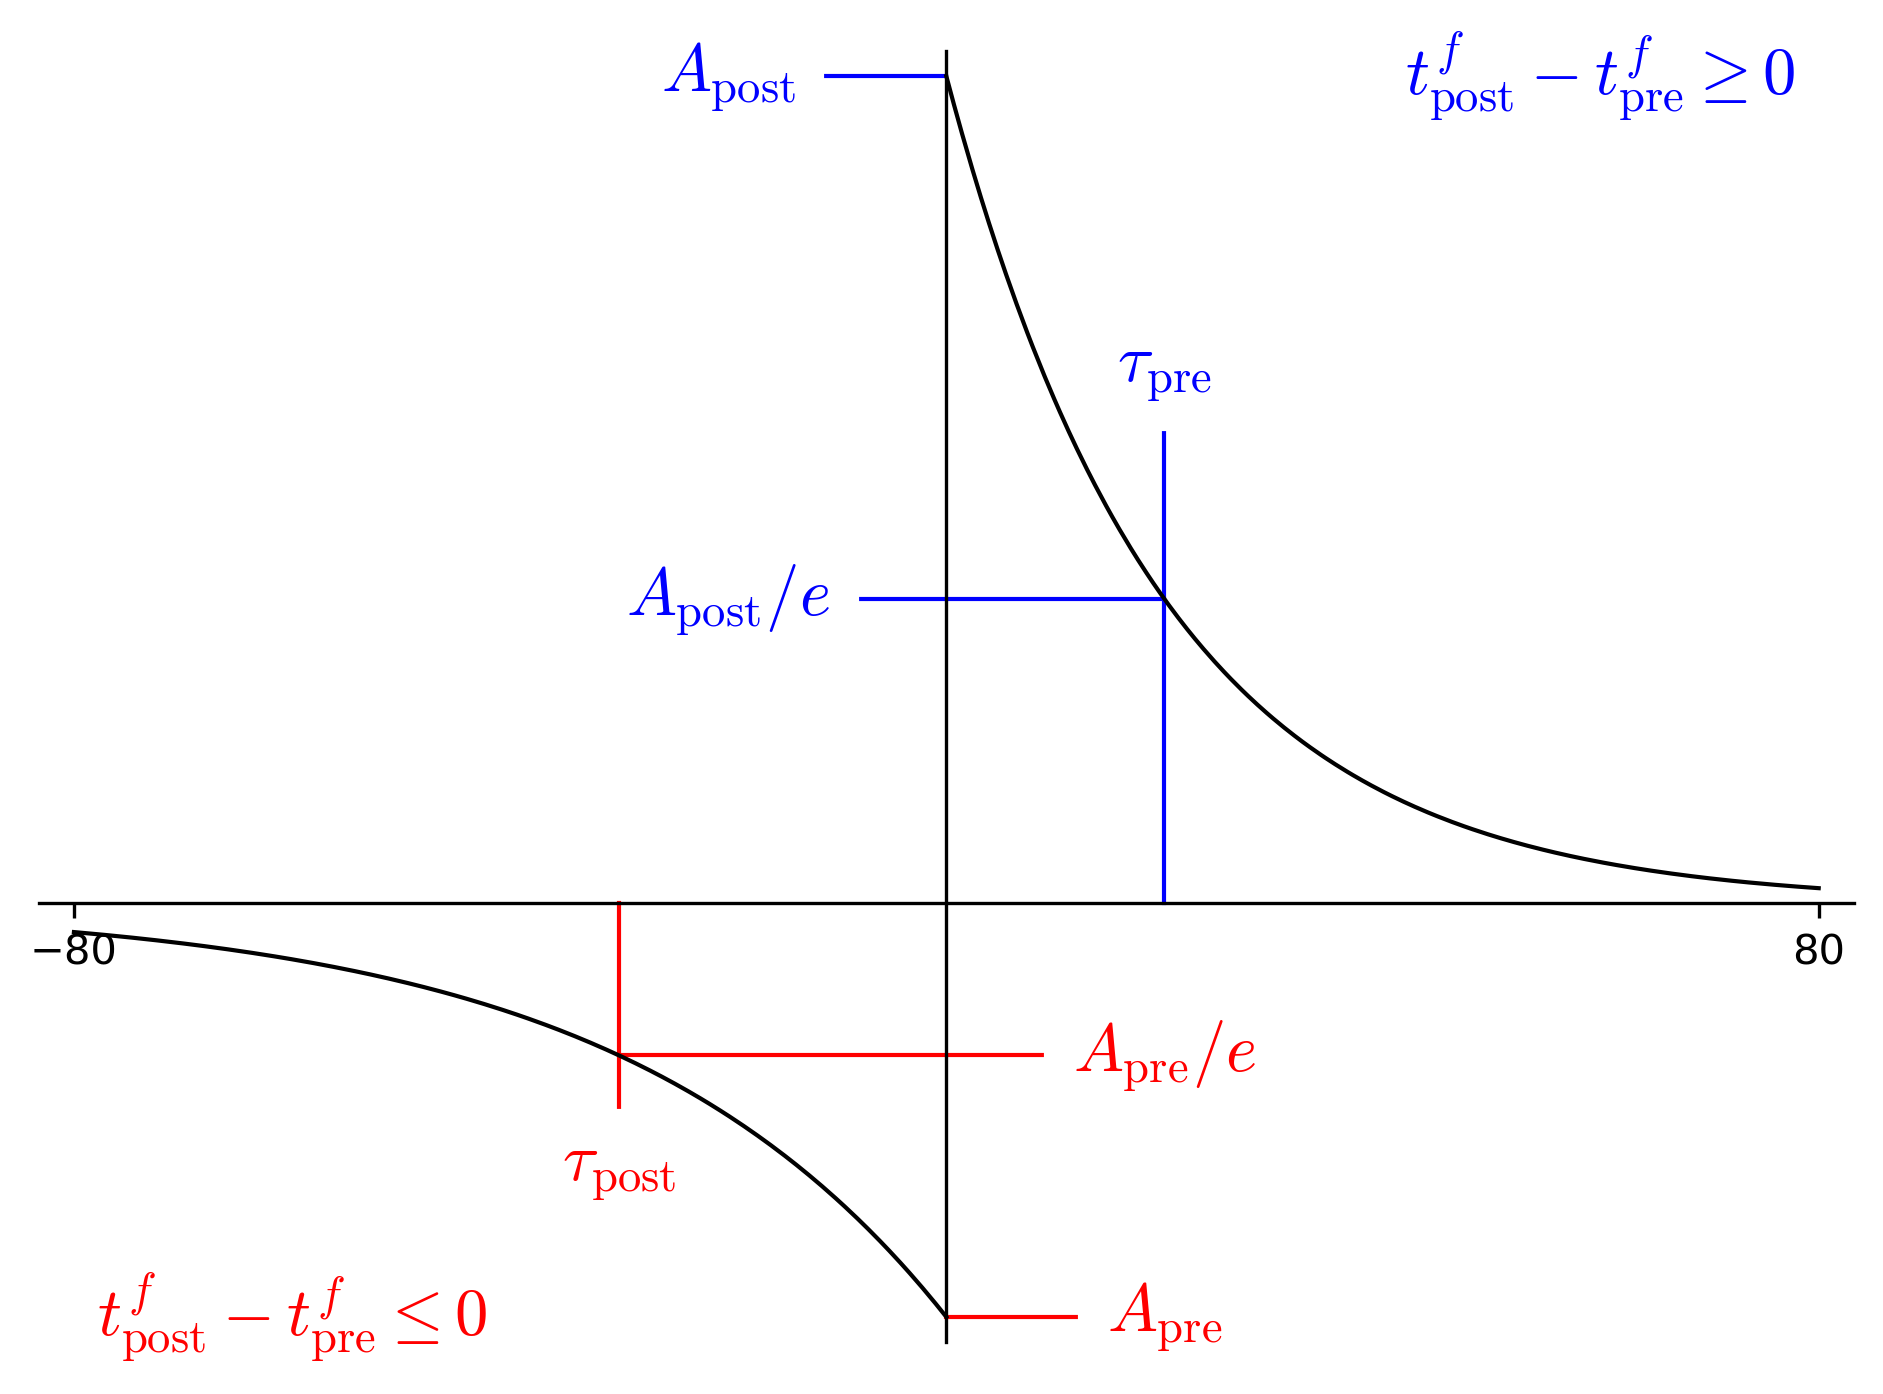 A_post
t^f_post − t^f_pre ≥ 0
τ_pre
A_post/e
−80
80
A_pre/e
τ_post
A_pre
t^f_post − t^f_pre ≤ 0